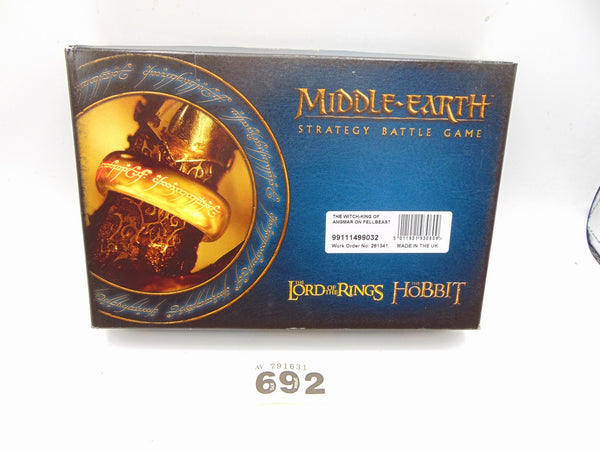 MIDDLE-EARTH
STRATEGY BATTLE GAME
THE WITCH-KING OF
ANGMAR ON FELLBEAST
99111499032
Work Order No: 261341
MADE IN THE UK
THE LORD OF THE RINGS
THE HOBBIT
AV 791631
692